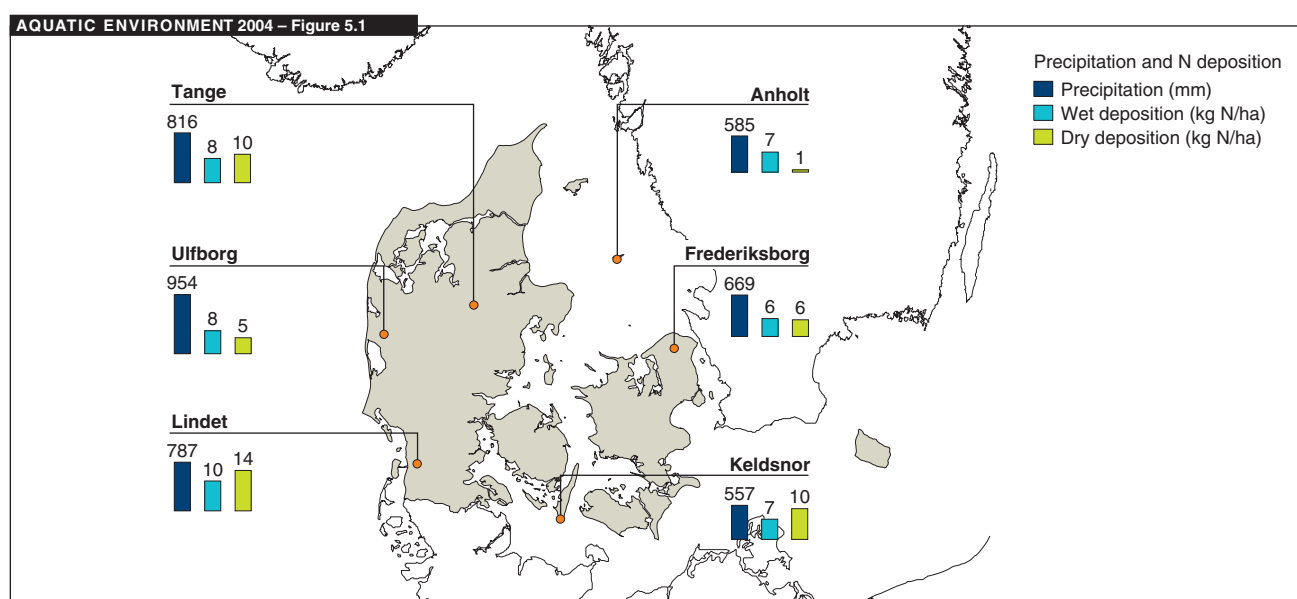 AQUATIC ENVIRONMENT 2004 – Figure 5.1
Precipitation and N deposition
Precipitation (mm)
Wet deposition (kg N/ha)
Dry deposition (kg N/ha)
Tange
816
8
10
Anholt
585
7
1
Ulfborg
954
8
5
Frederiksborg
669
6
6
Lindet
787
10
14
Keldsnor
557
7
10